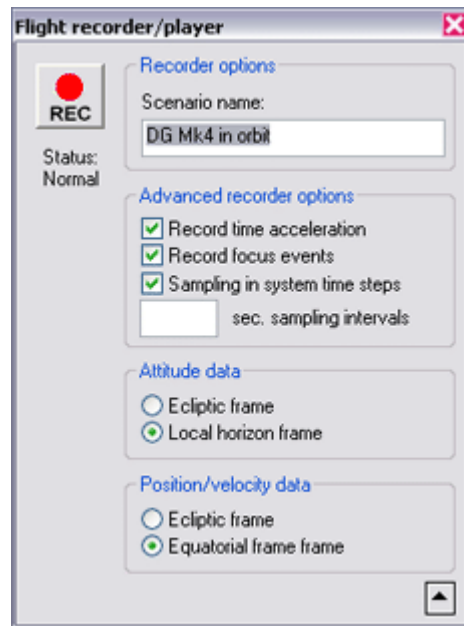 Flight recorder/player
REC
Status:
Normal
Recorder options
Scenario name:
DG Mk4 in orbit
Advanced recorder options
Record time acceleration
Record focus events
Sampling in system time steps
sec. sampling intervals
Attitude data
Ecliptic frame
Local horizon frame
Position/velocity data
Ecliptic frame
Equatorial frame frame